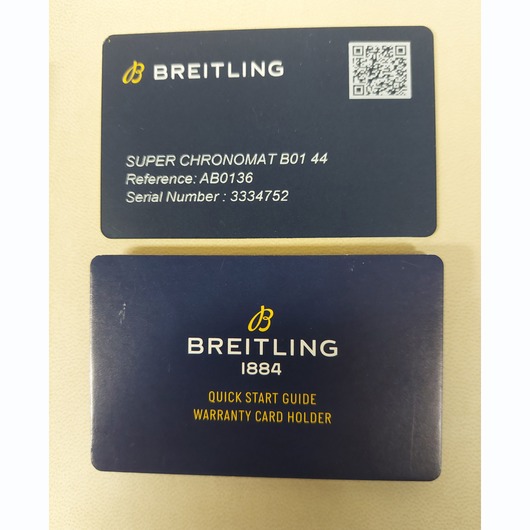 BREITLING
SUPER CHRONOMAT B01 44
Reference: AB0136
Serial Number : 3334752
BREITLING
1884
QUICK START GUIDE
WARRANTY CARD HOLDER